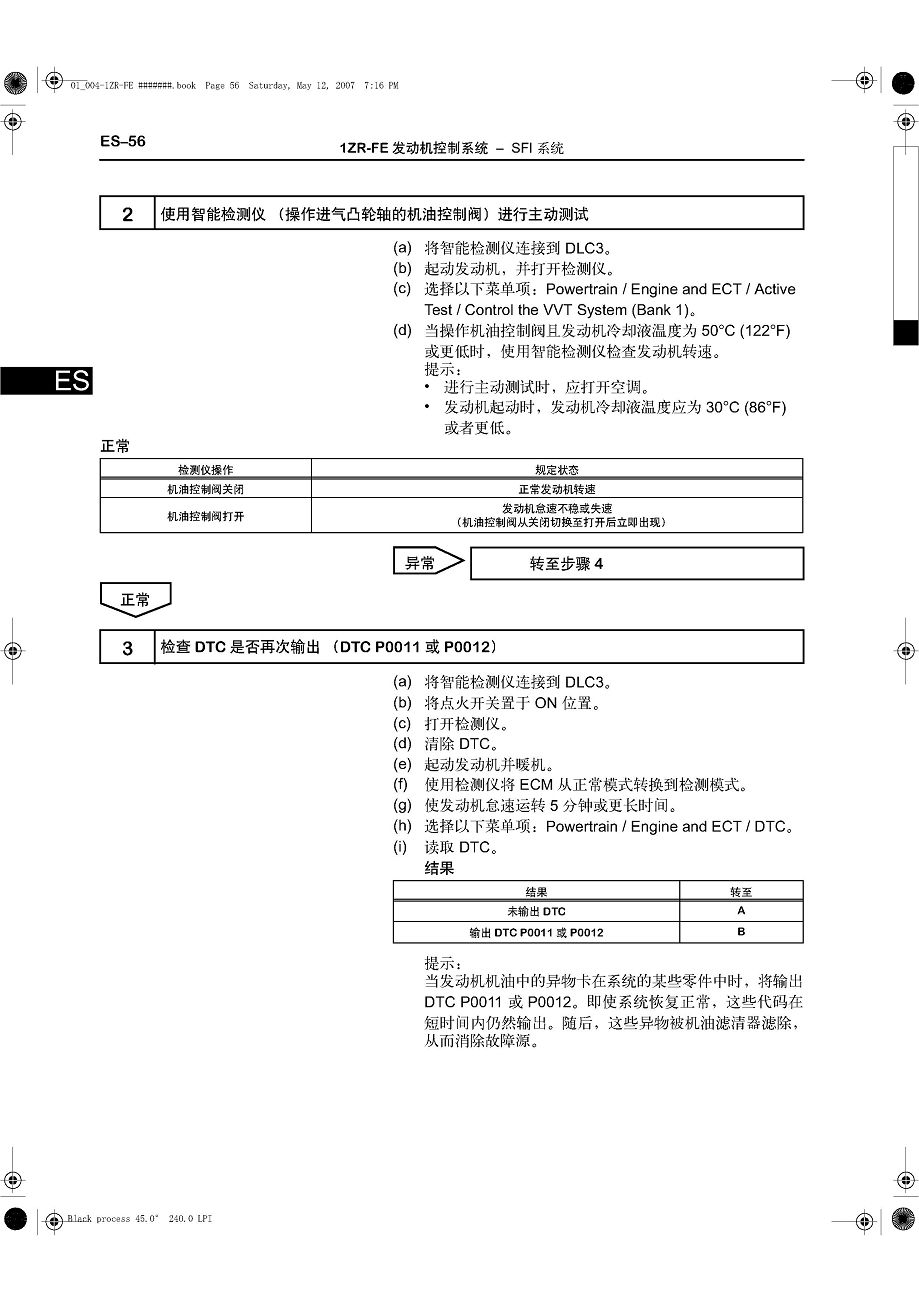 01_004-1ZR-FE #######.book Page 56 Saturday, May 12, 2007 7:16 PM
ES–56
1ZR-FE 发动机控制系统 – SFI 系统
2 使用智能检测仪（操作进气凸轮轴的机油控制阀）进行主动测试
(a) 将智能检测仪连接到 DLC3。
(b) 起动发动机，并打开检测仪。
(c) 选择以下菜单项：Powertrain / Engine and ECT / Active
Test / Control the VVT System (Bank 1)。
(d) 当操作机油控制阀且发动机冷却液温度为 50°C (122°F)
或更低时，使用智能检测仪检查发动机转速。
ES
提示：
• 进行主动测试时，应打开空调。
• 发动机起动时，发动机冷却液温度应为 30°C (86°F)
或者更低。
正常
检测仪操作 规定状态
机油控制阀关闭 正常发动机转速
机油控制阀打开 发动机怠速不稳或失速
（机油控制阀从关闭切换至打开后立即出现）
异常 转至步骤 4
正常
3 检查 DTC 是否再次输出（DTC P0011 或 P0012）
(a) 将智能检测仪连接到 DLC3。
(b) 将点火开关置于 ON 位置。
(c) 打开检测仪。
(d) 清除 DTC。
(e) 起动发动机并暖机。
(f) 使用检测仪将 ECM 从正常模式转换到检测模式。
(g) 使发动机怠速运转 5 分钟或更长时间。
(h) 选择以下菜单项：Powertrain / Engine and ECT / DTC。
(i) 读取 DTC。
结果
结果 转至
未输出 DTC A
输出 DTC P0011 或 P0012 B
提示：
当发动机机油中的异物卡在系统的某些零件中时，将输出
DTC P0011 或 P0012。即使系统恢复正常，这些代码在
短时间内仍然输出。随后，这些异物被机油滤清器滤除，
从而消除故障源。
Black process 45.0° 240.0 LPI